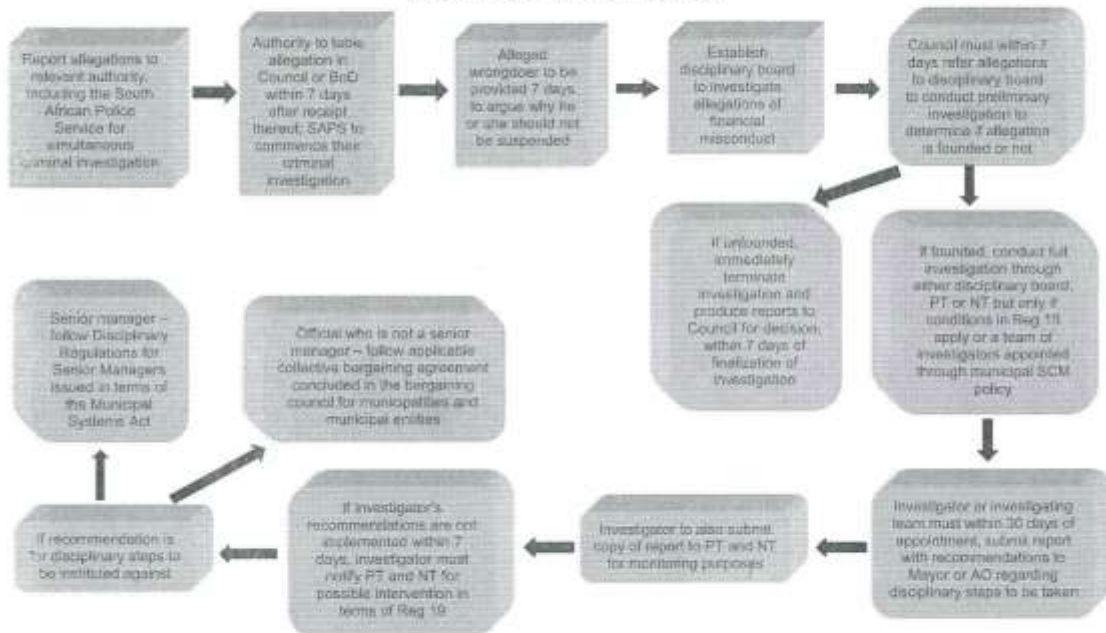 Report allegations to
relevant authority,
including the South
African Police
Service for
simultaneous
criminal investigation
Authority to table
allegation in
Council or BoD
within 7 days
after receipt
thereof; SAPS to
commence their
criminal
investigation
Alleged
wrongdoer to be
provided 7 days,
to argue why he
or she should not
be suspended
Establish
disciplinary board
to investigate
allegations of
financial
misconduct
Council must within 7
days refer allegations
to disciplinary board
to conduct preliminary
investigation to
determine if allegation
is founded or not
If unfounded,
immediately
terminate
investigation and
produce reports to
Council for decision,
within 7 days of
finalization of
investigation
If founded, conduct full
investigation through
either disciplinary board,
PT or NT but only if
conditions in Reg
apply or a team of
investigators appointed
through municipal SCM
policy
Investigator or investigating
team must within 30 days of
appointment, submit report
with recommendations to
Mayor or AO regarding
disciplinary steps to be taken
Investigator to also submit
copy of report to PT and NT
for monitoring purposes
If investigator's
recommendations are not
implemented within 7
days, investigator must
notify PT and NT for
possible intervention in
terms of Reg 19
If recommendation is
for disciplinary steps to
be instituted against
Senior manager –
follow Disciplinary
Regulations for
Senior Managers
issued in terms of
the Municipal
Systems Act
Official who is not a senior
manager – follow applicable
collective bargaining agreement
concluded in the bergaining
council for municipalities and
municipal entities